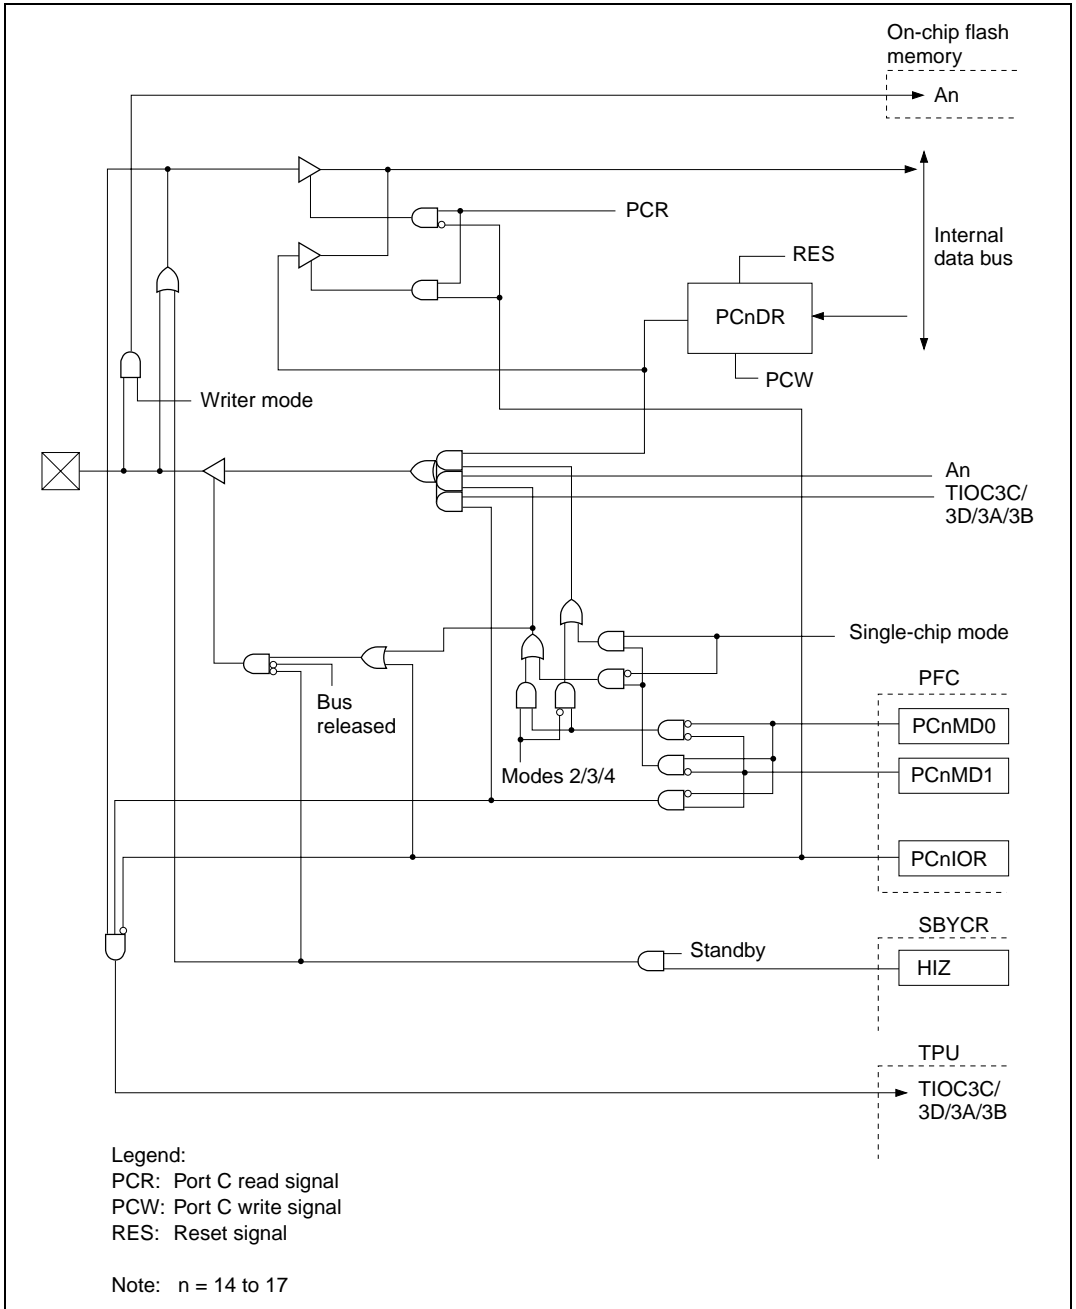 On-chip flash
memory
An
PCR
Internal
data bus
RES
PCnDR
PCW
Writer mode
An
TIOC3C/
3D/3A/3B
Single-chip mode
PFC
Bus
released
PCnMD0
Modes 2/3/4
PCnMD1
PCnIOR
SBYCR
Standby
HIZ
TPU
TIOC3C/
3D/3A/3B
Legend:
PCR: Port C read signal
PCW: Port C write signal
RES: Reset signal
Note: n = 14 to 17